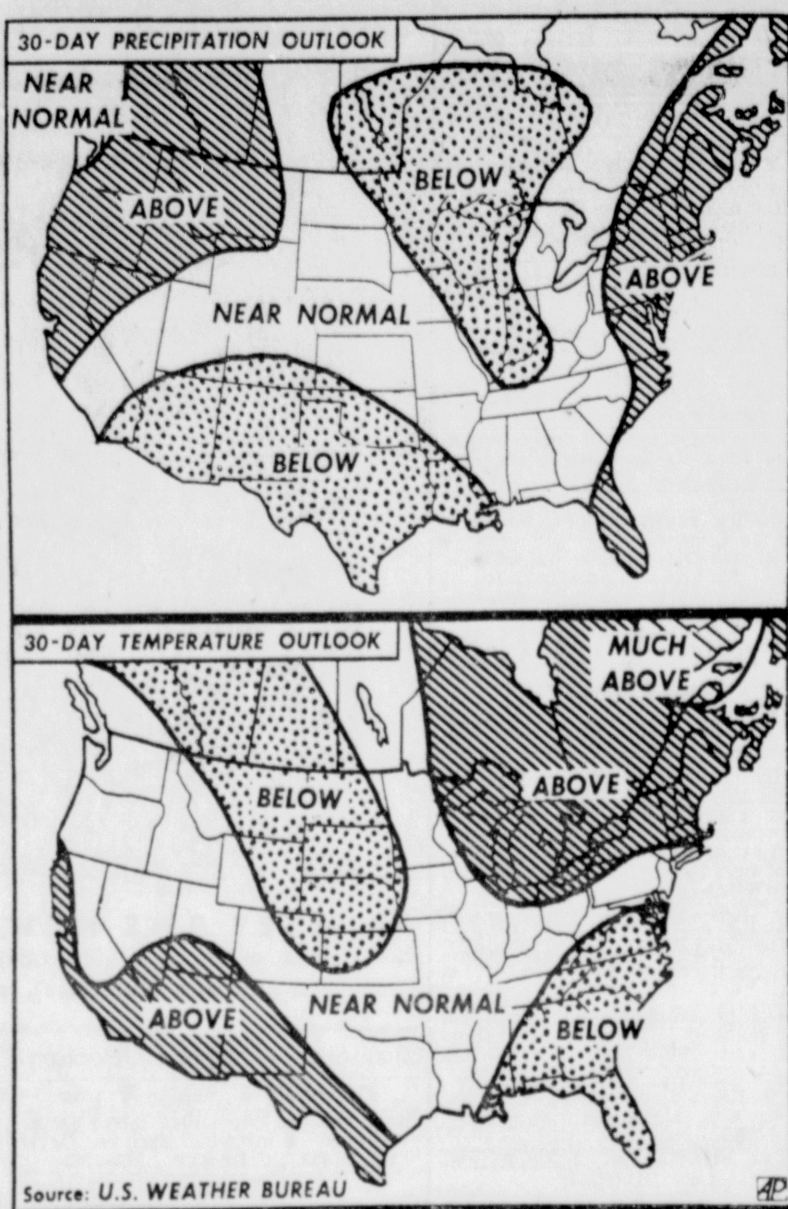 30-DAY PRECIPITATION OUTLOOK
NEAR
NORMAL
ABOVE
BELOW
ABOVE
NEAR NORMAL
BELOW
30-DAY TEMPERATURE OUTLOOK
MUCH
ABOVE
BELOW
ABOVE
ABOVE
NEAR NORMAL
BELOW
Source: U.S. WEATHER BUREAU
AP